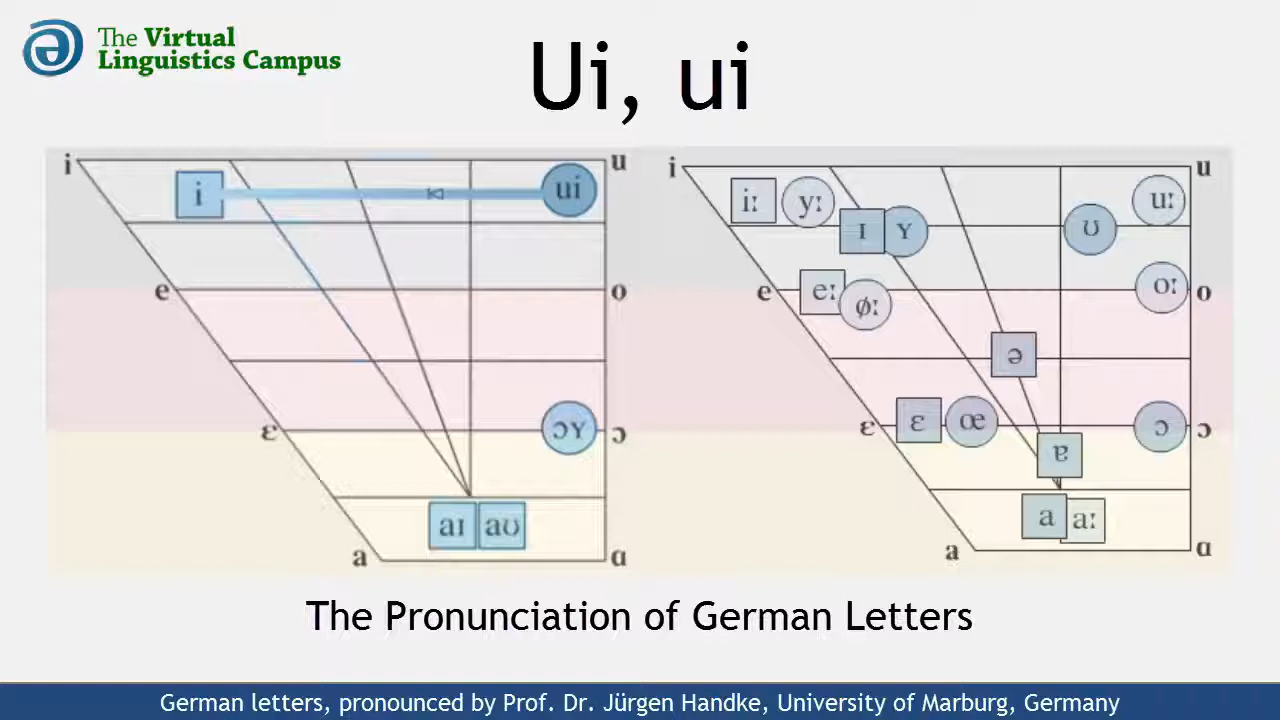 The Virtual
Linguistics Campus
Ui, ui
i u
i ui
e o
ɛ ɔʏ ɔ
aɪ aʊ
a ɑ
i u
iː yː uː
ɪ ʏ ʊ
e eː øː oː o
ə
ɛ ɛ œ ɔ ɔ
ɐ
a aː
a ɑ
The Pronunciation of German Letters
German letters, pronounced by Prof. Dr. Jürgen Handke, University of Marburg, Germany